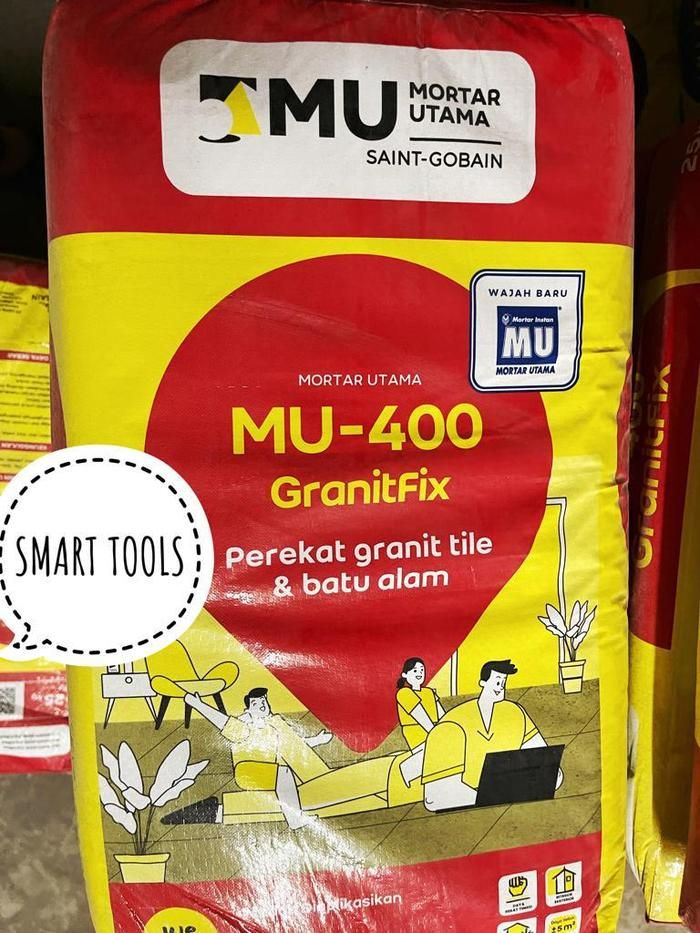 MU MORTAR
UTAMA
SAINT-GOBAIN
WAJAH BARU
Mortar Instan
MU
MORTAR UTAMA
MORTAR UTAMA
MU-400
GranitFix
Perekat granit tile
& batu alam
SMART TOOLS
GranitFix